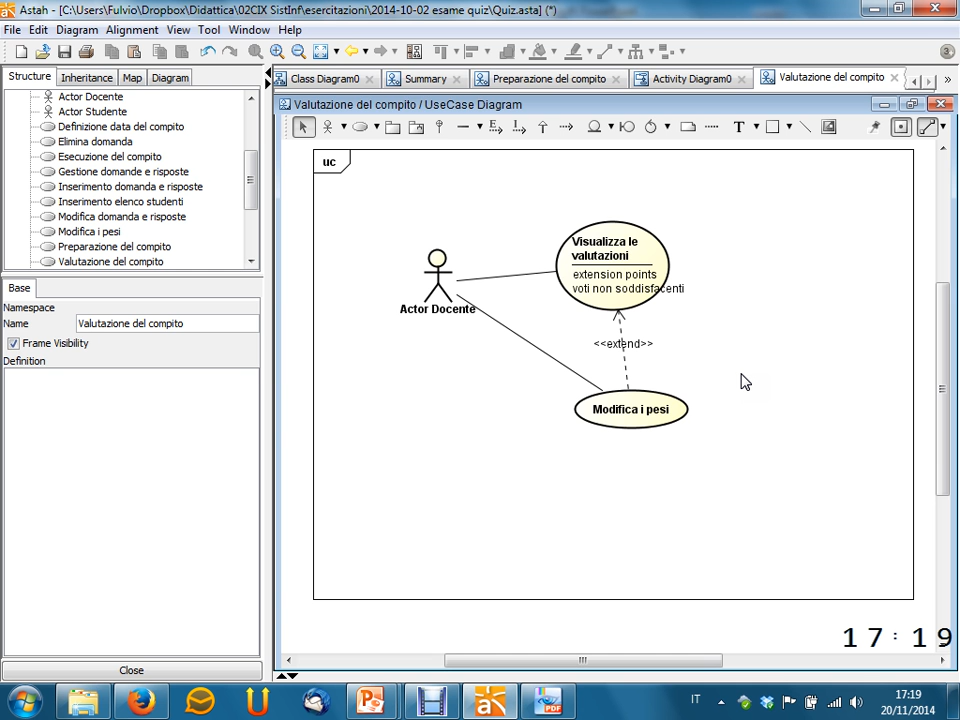 Astah - [C:\Users\Fulvio\Dropbox\Didattica\02CIX SistInf\esercitazioni\2014-10-02 esame quiz\Quiz.asta] (*)
File Edit Diagram Alignment View Tool Window Help
3
Structure Inheritance Map Diagram
Class Diagram0 Summary Preparazione del compito Activity Diagram0 Valutazione del compito
Actor Docente
Actor Studente
Definizione data del compito
Elimina domanda
Esecuzione del compito
Gestione domande e risposte
Inserimento domanda e risposte
Inserimento elenco studenti
Modifica domanda e risposte
Modifica i pesi
Preparazione del compito
Valutazione del compito
Base
Namespace
Name Valutazione del compito
Frame Visibility
Definition
Close
Valutazione del compito / UseCase Diagram
E
I
T
uc
Visualizza le
valutazioni
extension points
voti non soddisfacenti
Actor Docente
<<extend>>
Modifica i pesi
17:19
IT
17:19
20/11/2014